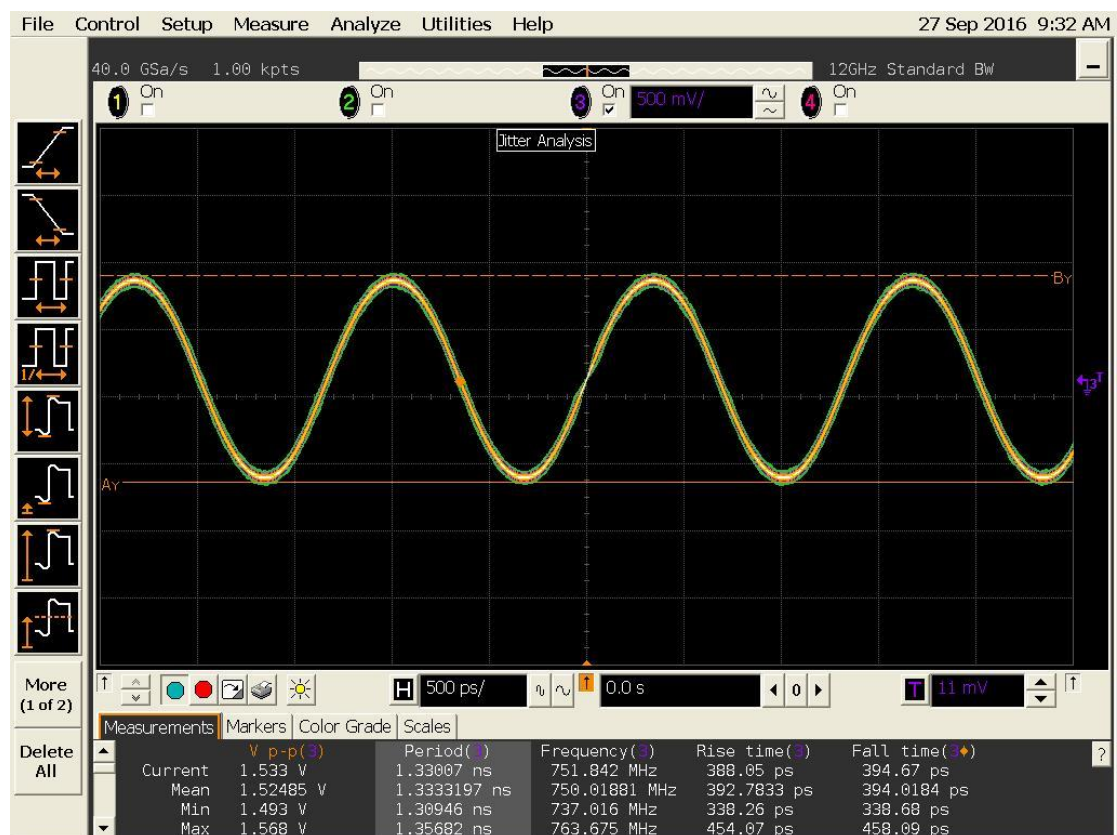 File Control Setup Measure Analyze Utilities Help 27 Sep 2016 9:32 AM
40.0 GSa/s 1.00 kpts 12GHz Standard BW
1 On 2 On 3 On 500 mV/ 4 On
Jitter Analysis
By
3 T
Ay
1/
More
(1 of 2)
Delete
All
H 500 ps/ 0.0 s 0 T 11 mV
Measurements Markers Color Grade Scales
V p-p(3) Period(3) Frequency(3) Rise time(3) Fall time(3♦) ?
Current 1.533 V 1.33007 ns 751.842 MHz 388.05 ps 394.67 ps
Mean 1.52485 V 1.3333197 ns 750.01881 MHz 392.7833 ps 394.0184 ps
Min 1.493 V 1.30946 ns 737.016 MHz 338.26 ps 338.68 ps
Max 1.568 V 1.35682 ns 763.675 MHz 454.07 ps 458.09 ps